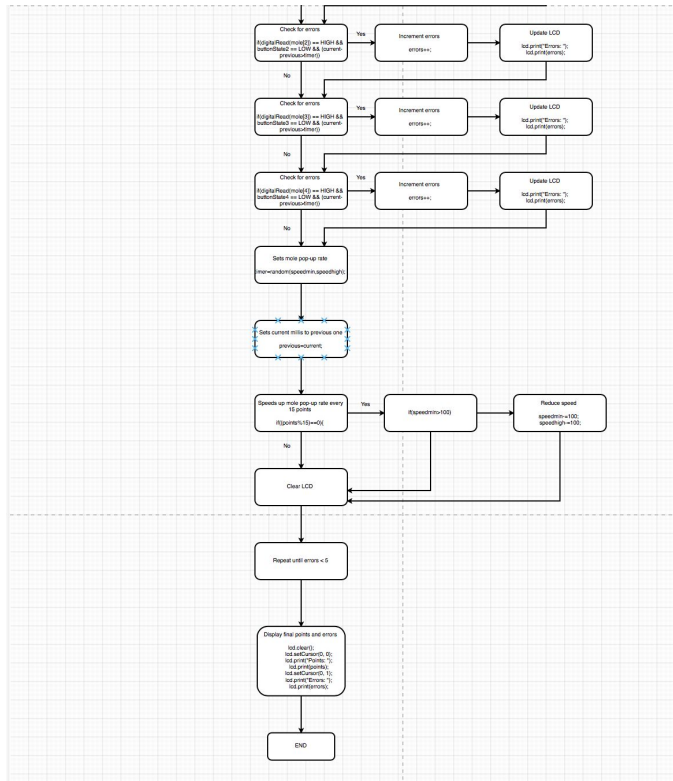 Check for errors
if(digitalRead(mole[2]) == HIGH &&
buttonState2 == LOW && (current-
previous>timer))
Yes
Increment errors
errors++;
Update LCD
lcd.print("Errors: ");
lcd.print(errors);
No
Check for errors
if(digitalRead(mole[3]) == HIGH &&
buttonState3 == LOW && (current-
previous>timer))
Yes
Increment errors
errors++;
Update LCD
lcd.print("Errors: ");
lcd.print(errors);
No
Check for errors
if(digitalRead(mole[4]) == HIGH &&
buttonState4 == LOW && (current-
previous>timer))
Yes
Increment errors
errors++;
Update LCD
lcd.print("Errors: ");
lcd.print(errors);
No
Sets mole pop-up rate
imer=random(speedmin,speedhigh);
Sets current millis to previous one
previous=current;
Speeds up mole pop-up rate every
15 points
if((points%15)==0){
Yes
if(speedmin>100)
Reduce speed
speedmin-=100;
speedhigh-=100;
No
Clear LCD
Repeat until errors < 5
Display final points and errors
lcd.clear();
lcd.setCursor(0, 0);
lcd.print("Points: ");
lcd.print(points);
lcd.setCursor(0, 1);
lcd.print("Errors: ");
lcd.print(errors);
END